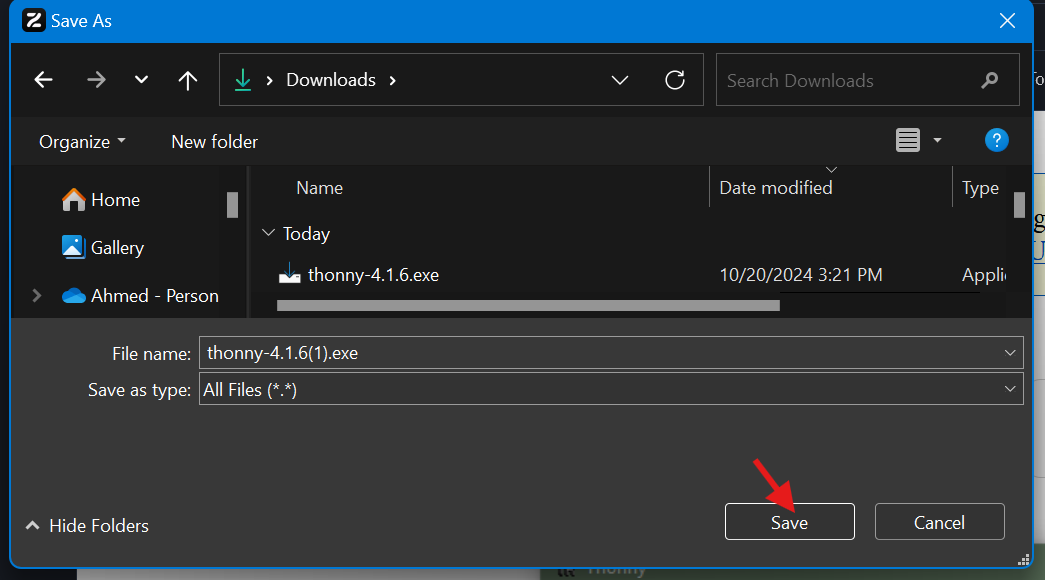 Save As
Downloads
Search Downloads
Organize
New folder
?
Name
Date modified
Type
Home
Gallery
Ahmed - Person
Today
thonny-4.1.6.exe
10/20/2024 3:21 PM
Applic
File name:
thonny-4.1.6(1).exe
Save as type:
All Files (*.*)
Hide Folders
Save
Cancel
Thonny